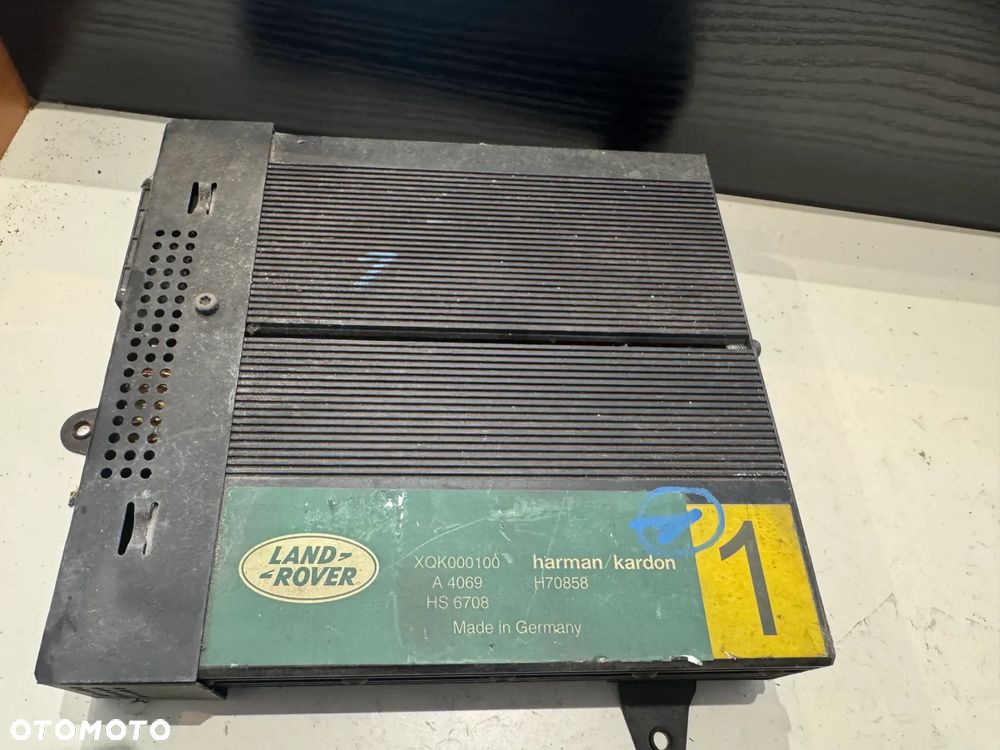 LAND-
-ROVER
XQK000100 harman/kardon
A 4069 H70858
HS 6708
Made in Germany
1
OTOMOTO